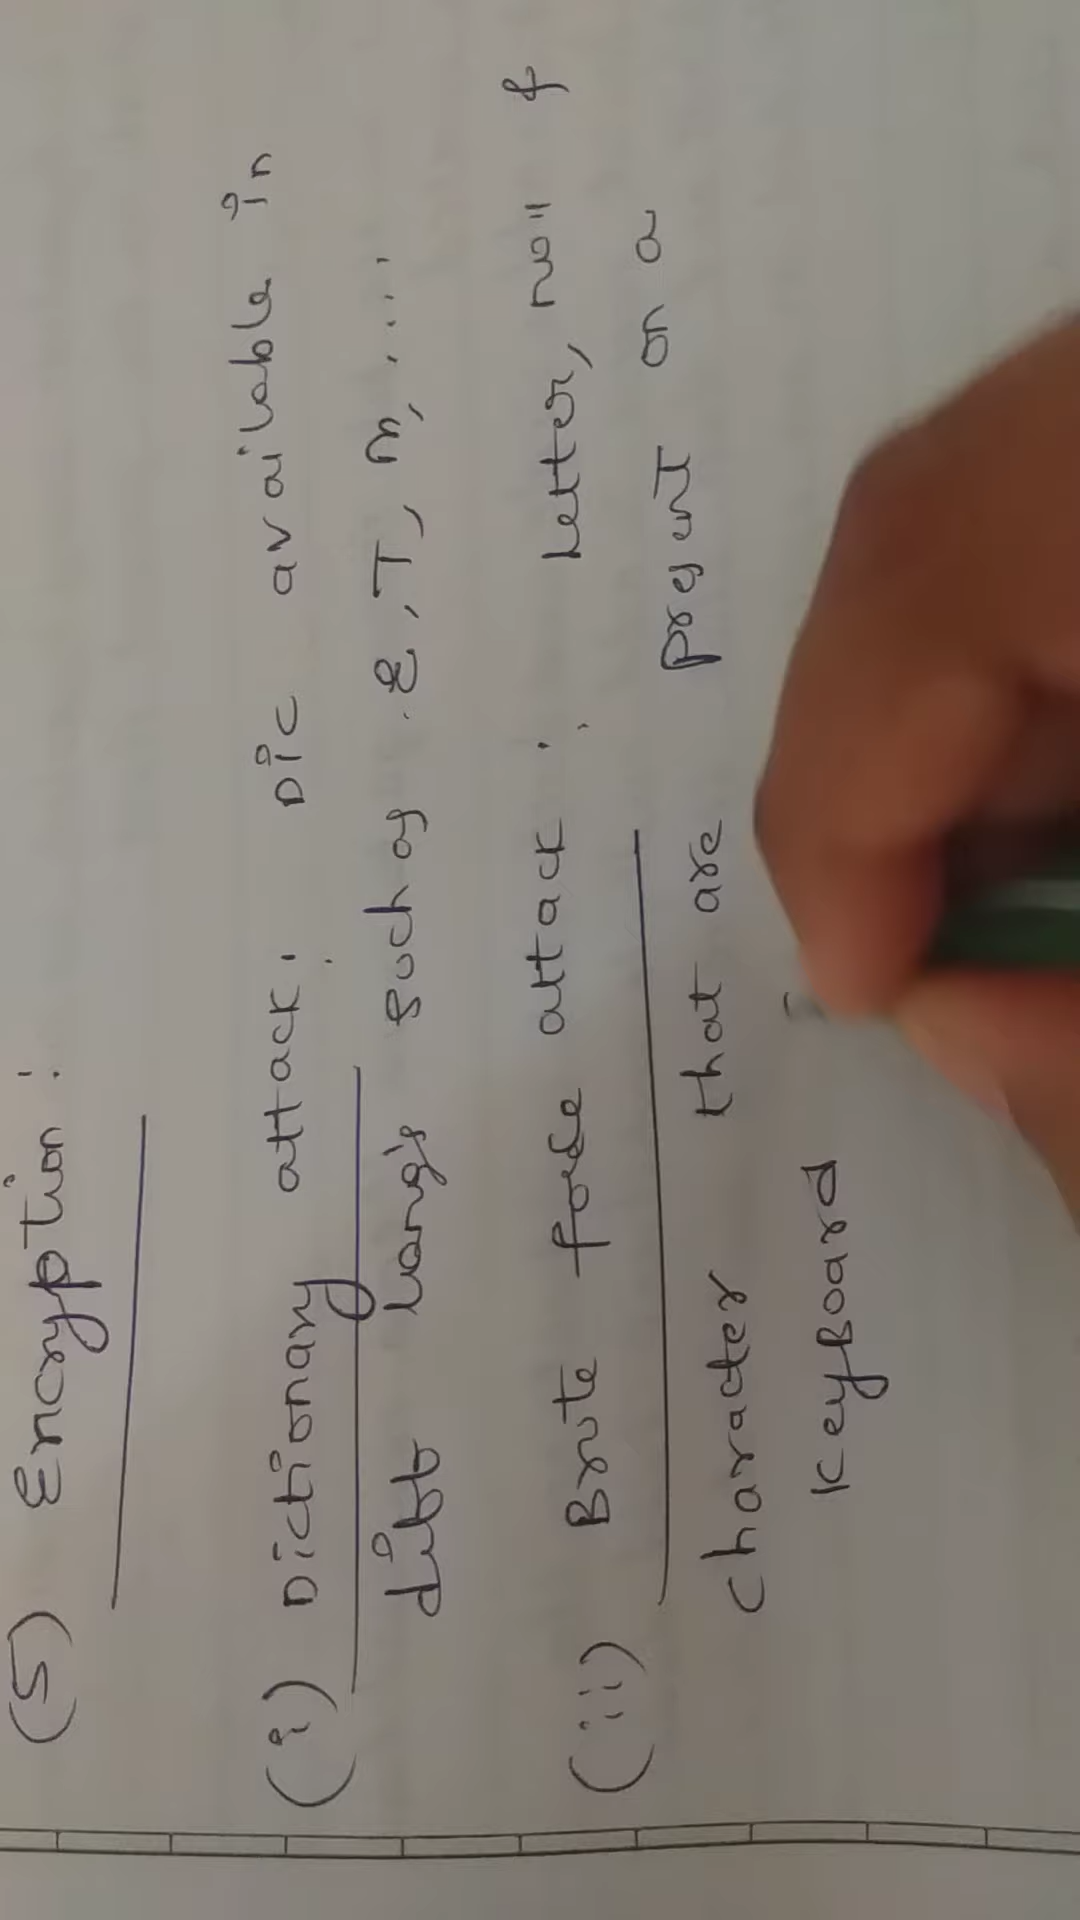 (5) Encryption :
(i) Dictionary attack : Dic available in
diff lang's such as E, T, M, ....
(ii) Brute force attack : Letter, no's &
character that are present on a
keyBoard